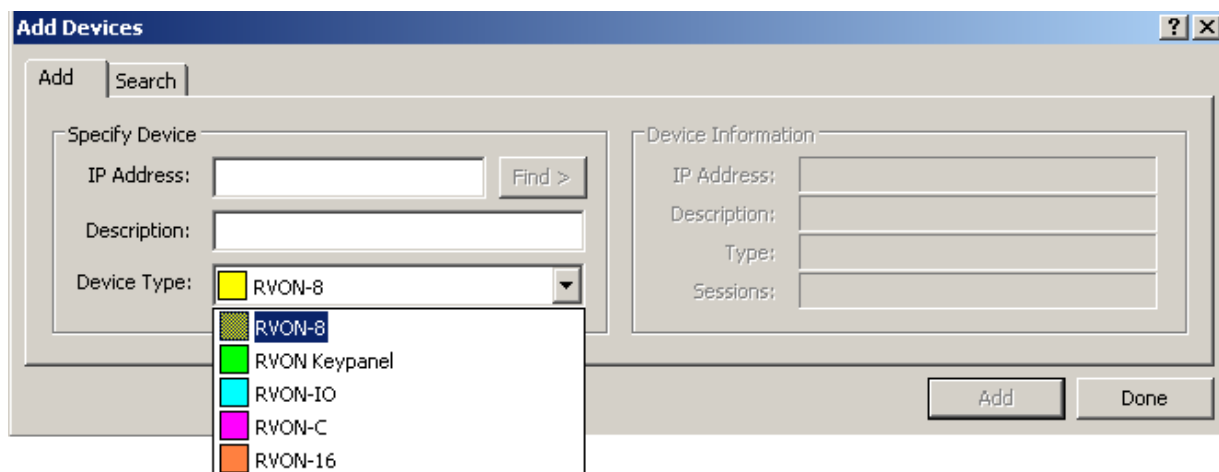 Add Devices
Add Search
Specify Device
IP Address: Find >
Description:
Device Type: RVON-8
RVON-8
RVON Keypanel
RVON-IO
RVON-C
RVON-16
Device Information
IP Address:
Description:
Type:
Sessions:
Add Done